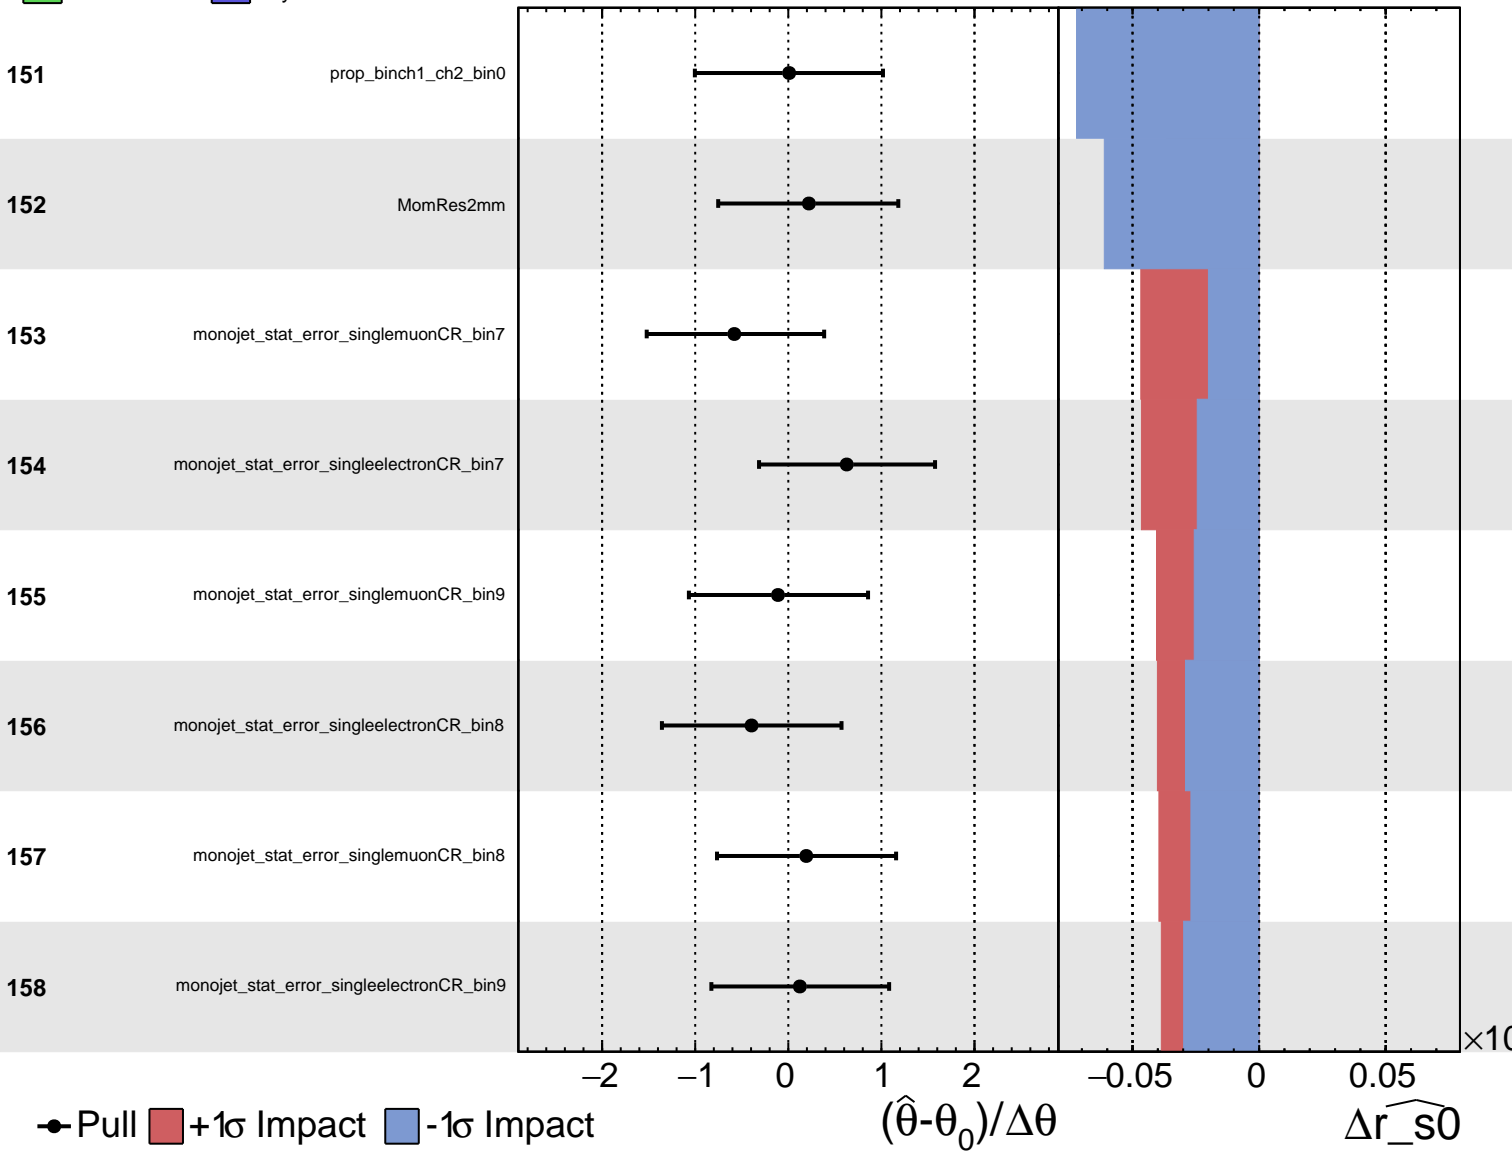 151 prop_binch1_ch2_bin0
152 MomRes2mm
153 monojet_stat_error_singlemuonCR_bin7
154 monojet_stat_error_singleelectronCR_bin7
155 monojet_stat_error_singlemuonCR_bin9
156 monojet_stat_error_singleelectronCR_bin8
157 monojet_stat_error_singlemuonCR_bin8
158 monojet_stat_error_singleelectronCR_bin9
×10
−2 −1 0 1 2 −0.05 0 0.05
Pull +1σ Impact -1σ Impact (θ̂-θ₀)/Δθ Δr_s0̂